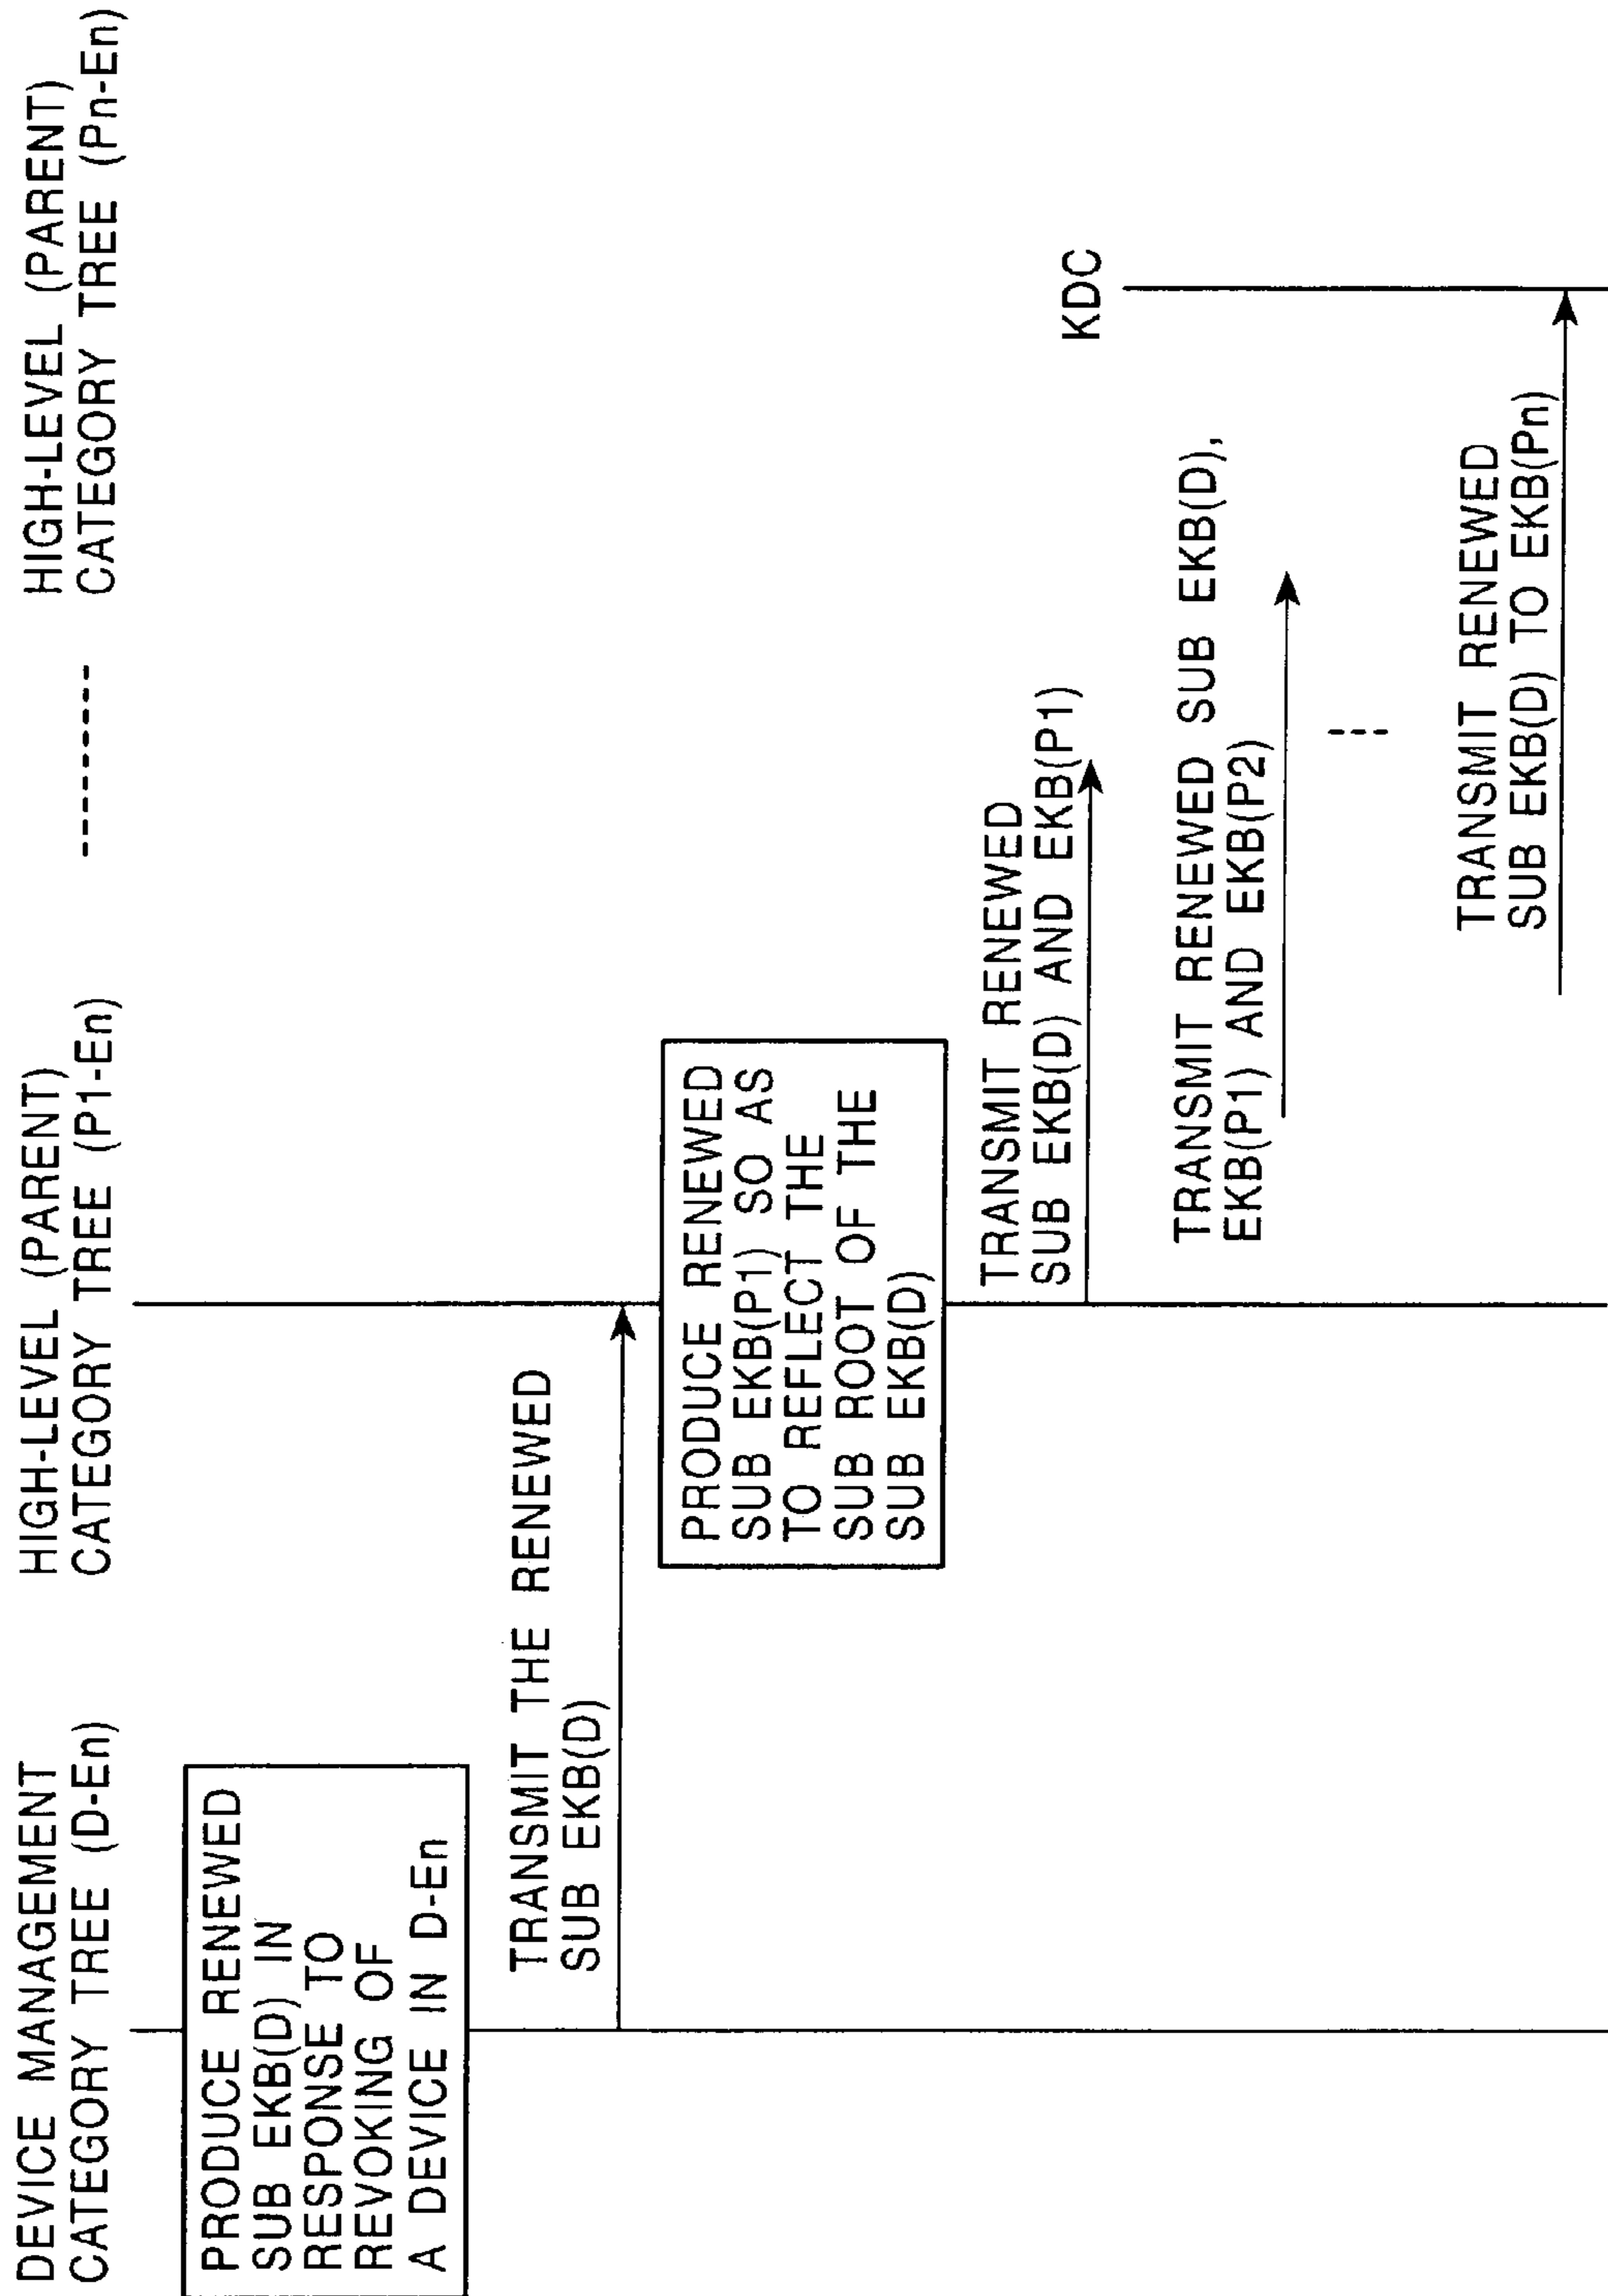 DEVICE MANAGEMENT
CATEGORY TREE (D-En)
HIGH-LEVEL (PARENT)
CATEGORY TREE (P1-En)
---------
HIGH-LEVEL (PARENT)
CATEGORY TREE (Pn-En)
PRODUCE RENEWED
SUB EKB(D) IN
RESPONSE TO
REVOKING OF
A DEVICE IN D-En
TRANSMIT THE RENEWED
SUB EKB(D)
PRODUCE RENEWED
SUB EKB(P1) SO AS
TO REFLECT THE
SUB ROOT OF THE
SUB EKB(D)
TRANSMIT RENEWED
SUB EKB(D) AND EKB(P1)
KDC
TRANSMIT RENEWED SUB EKB(D),
EKB(P1) AND EKB(P2)
---
TRANSMIT RENEWED
SUB EKB(D) TO EKB(Pn)